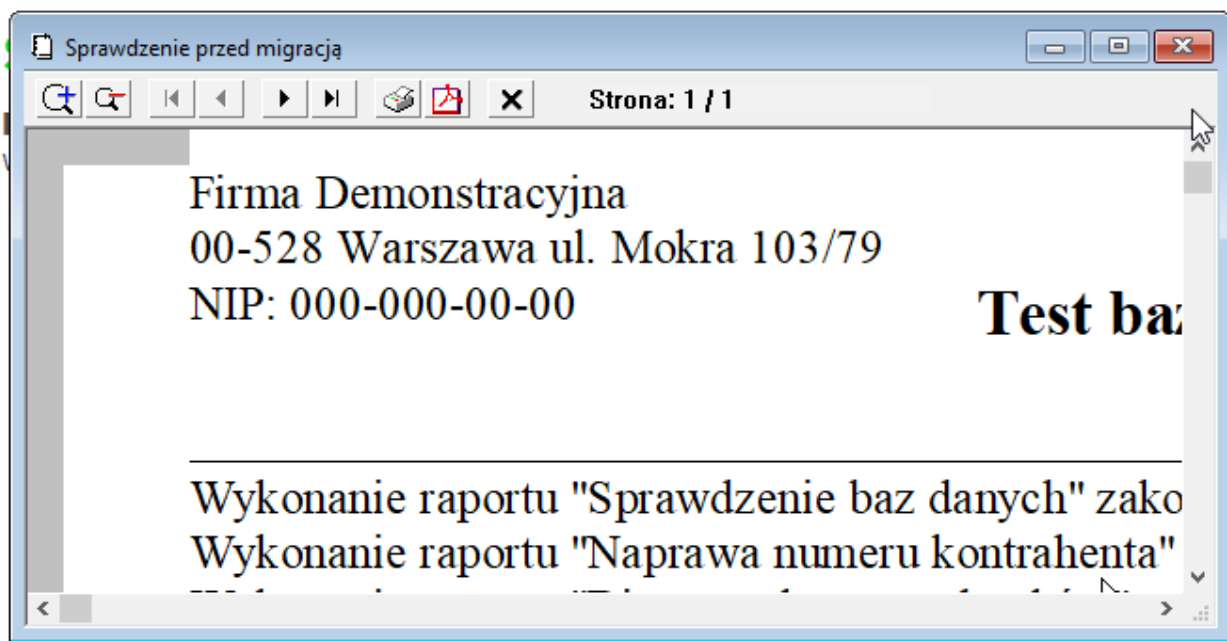 Sprawdzenie przed migracją
Strona: 1 / 1
Firma Demonstracyjna
00-528 Warszawa ul. Mokra 103/79
NIP: 000-000-00-00
Test baz
Wykonanie raportu "Sprawdzenie baz danych" zako
Wykonanie raportu "Naprawa numeru kontrahenta"